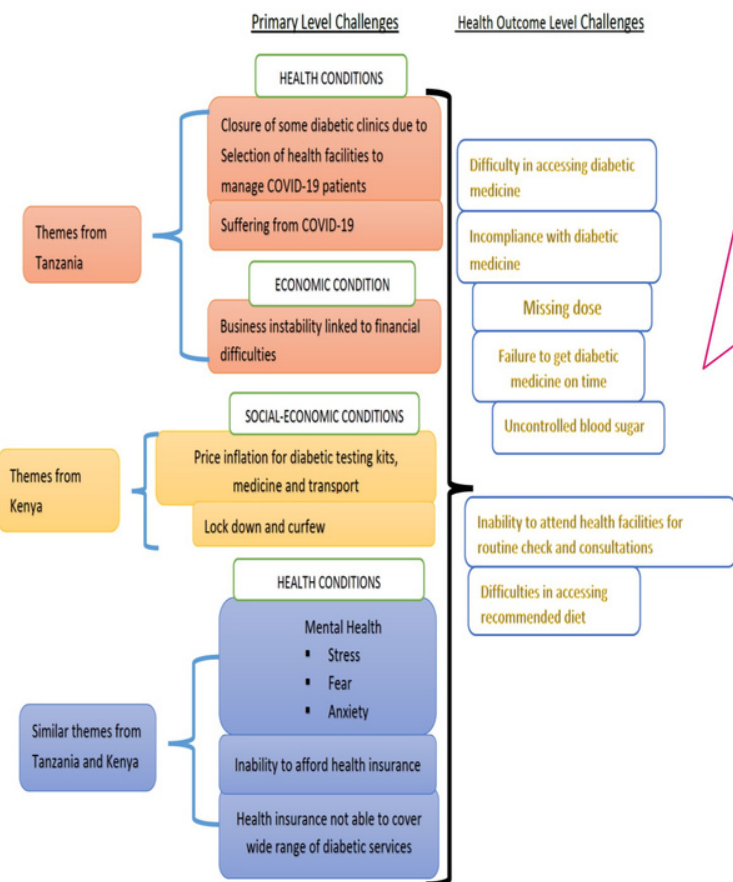 Primary Level Challenges
Health Outcome Level Challenges
HEALTH CONDITIONS
Closure of some diabetic clinics due to
Selection of health facilities to
manage COVID-19 patients
Suffering from COVID-19
Themes from
Tanzania
ECONOMIC CONDITION
Business instability linked to financial
difficulties
SOCIAL-ECONOMIC CONDITIONS
Price inflation for diabetic testing kits,
medicine and transport
Themes from
Kenya
Lock down and curfew
HEALTH CONDITIONS
Mental Health
▪ Stress
▪ Fear
▪ Anxiety
Similar themes from
Tanzania and Kenya
Inability to afford health insurance
Health insurance not able to cover
wide range of diabetic services
Difficulty in accessing diabetic
medicine
Incompliance with diabetic
medicine
Missing dose
Failure to get diabetic
medicine on time
Uncontrolled blood sugar
Inability to attend health facilities for
routine check and consultations
Difficulties in accessing
recommended diet